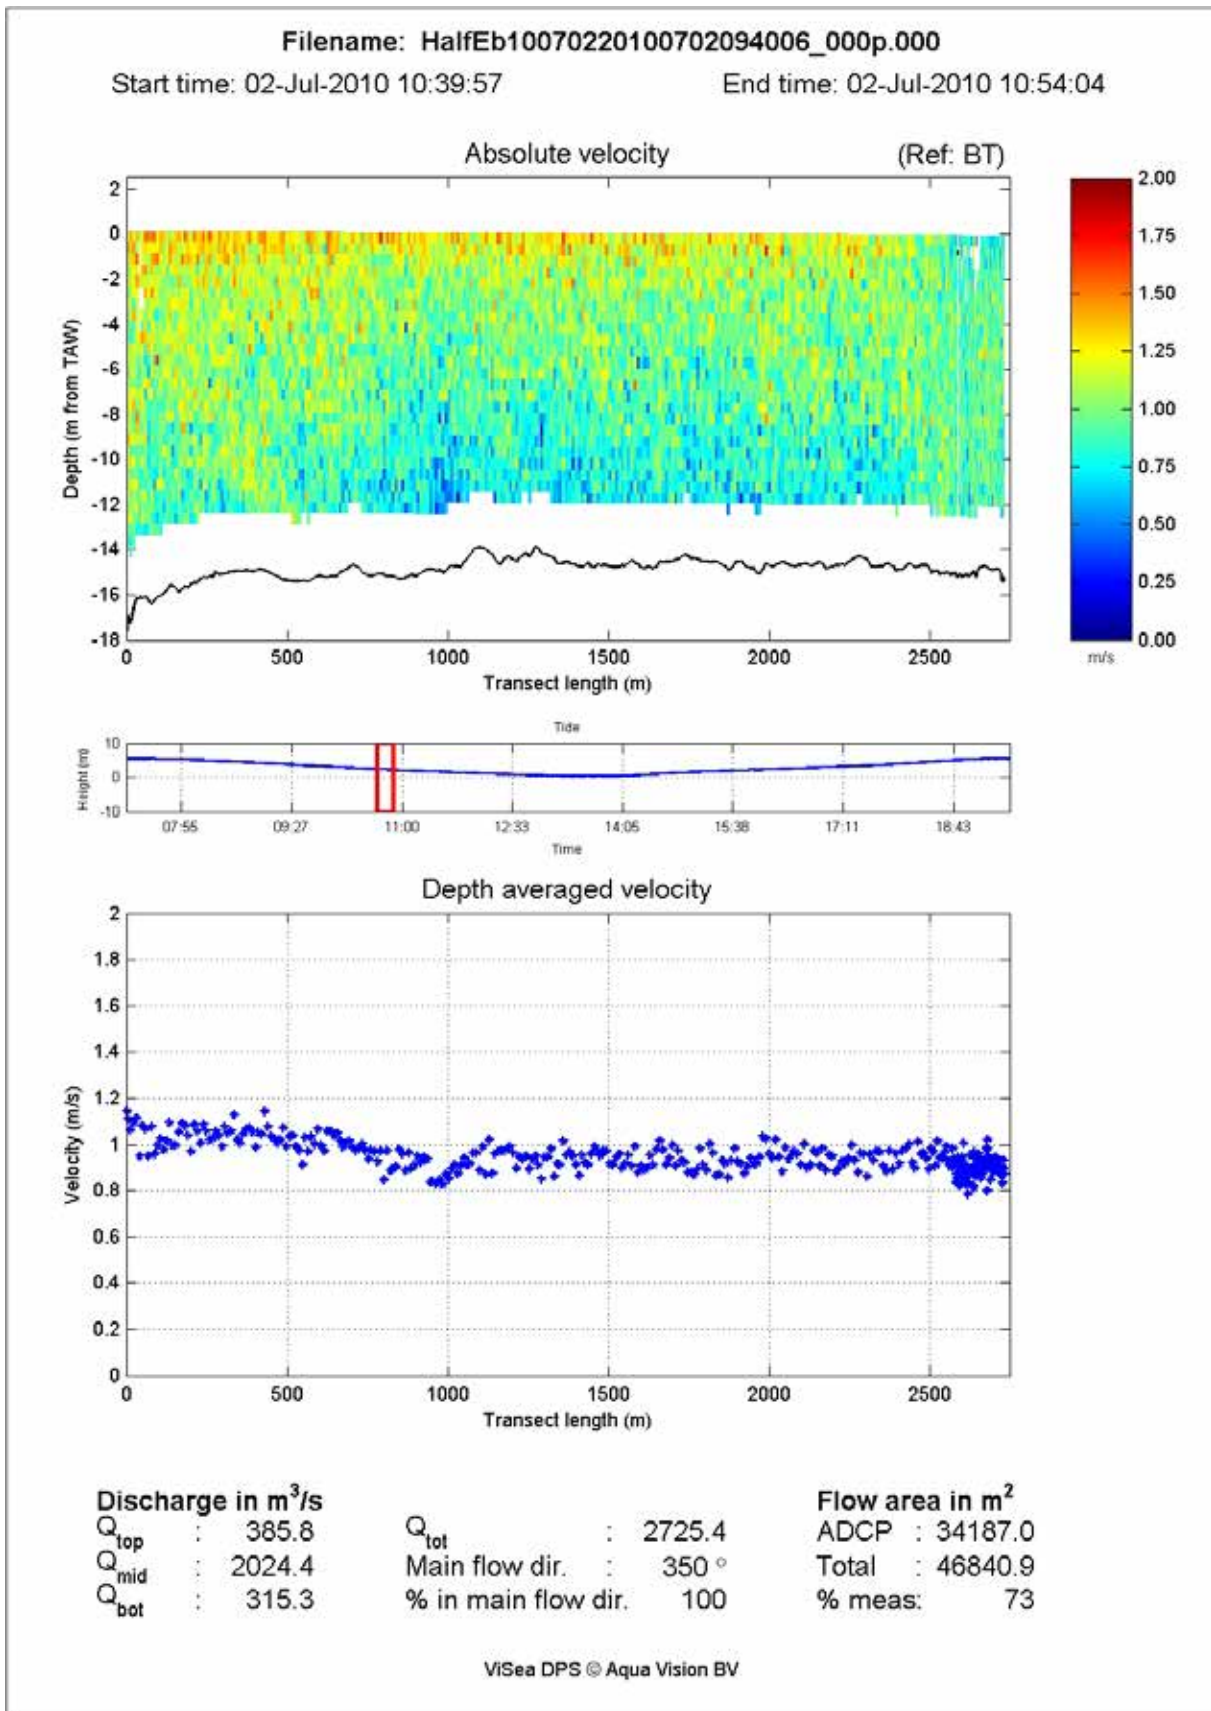 Filename: HalfEb10070220100702094006_000p.000
Start time: 02-Jul-2010 10:39:57 End time: 02-Jul-2010 10:54:04
Absolute velocity (Ref: BT)
2
0
-2
-4
-6
-8
-10
-12
-14
-16
-18
Depth (m from TAW)
0 500 1000 1500 2000 2500
Transect length (m)
2.00
1.75
1.50
1.25
1.00
0.75
0.50
0.25
0.00
m/s
Tide
10
0
-10
Height (m)
07:55 09:27 11:00 12:33 14:05 15:38 17:11 18:43
Time
Depth averaged velocity
2
1.8
1.6
1.4
1.2
1
0.8
0.6
0.4
0.2
0
Velocity (m/s)
0 500 1000 1500 2000 2500
Transect length (m)
Discharge in m³/s Flow area in m²
Qtop : 385.8 Qtot : 2725.4 ADCP : 34187.0
Qmid : 2024.4 Main flow dir. : 350 ° Total : 46840.9
Qbot : 315.3 % in main flow dir. 100 % meas: 73
ViSea DPS © Aqua Vision BV